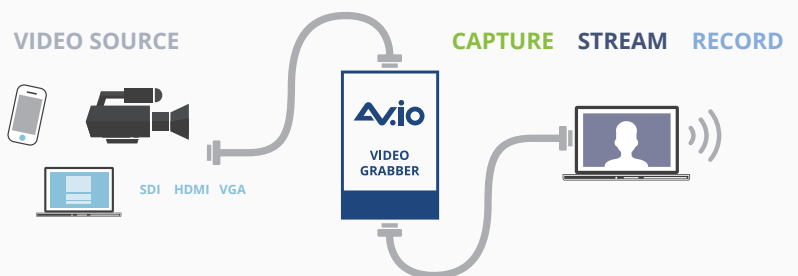 VIDEO SOURCE
CAPTURE STREAM RECORD
AV.io
VIDEO
GRABBER
SDI HDMI VGA